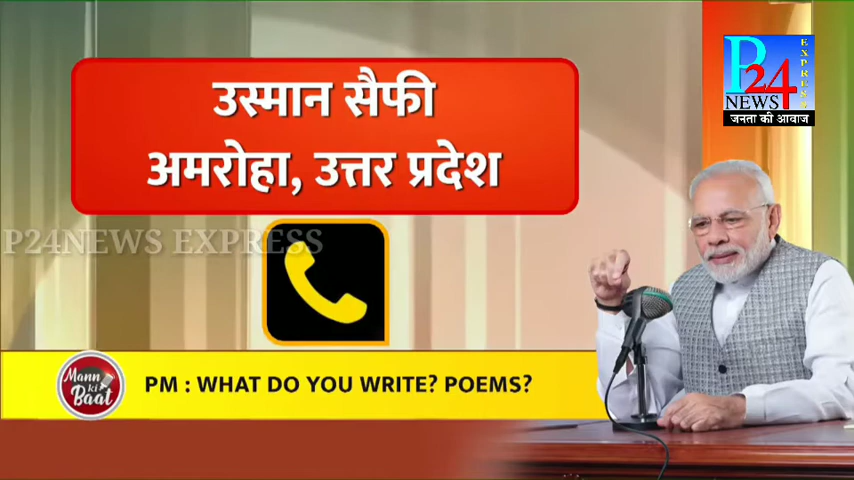 उस्मान सैफी
अमरोहा, उत्तर प्रदेश
P24
NEWS
EXPRESS
जनता की आवाज
P24NEWS EXPRESS
Mann
ki
Baat
PM : WHAT DO YOU WRITE? POEMS?